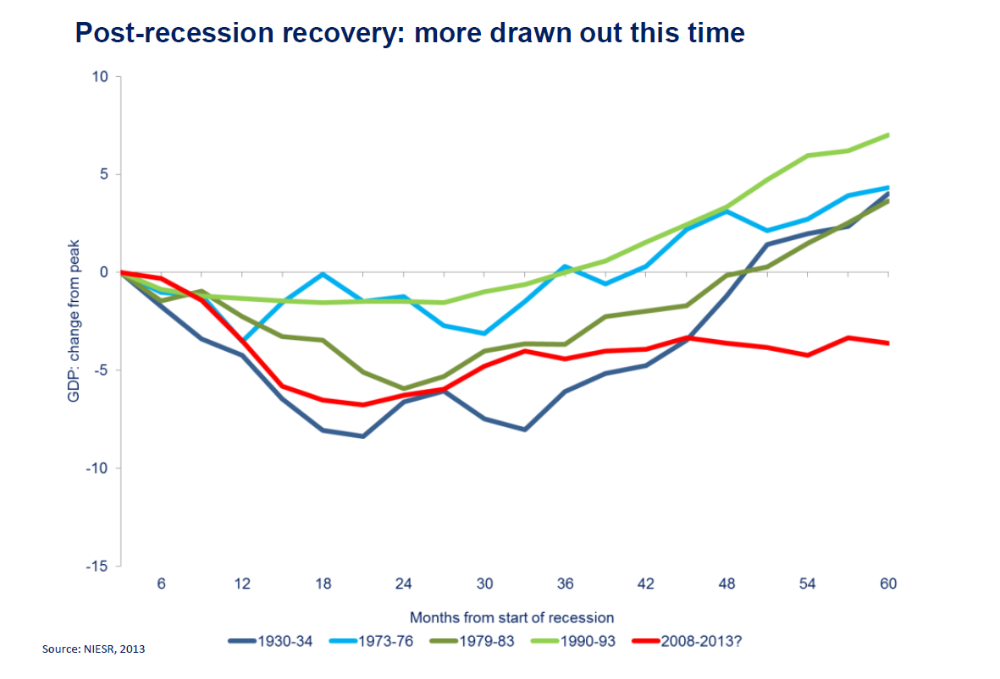 Post-recession recovery: more drawn out this time
10
5
0
-5
-10
-15
GDP: change from peak
6 12 18 24 30 36 42 48 54 60
Months from start of recession
1930-34 1973-76 1979-83 1990-93 2008-2013?
Source: NIESR, 2013